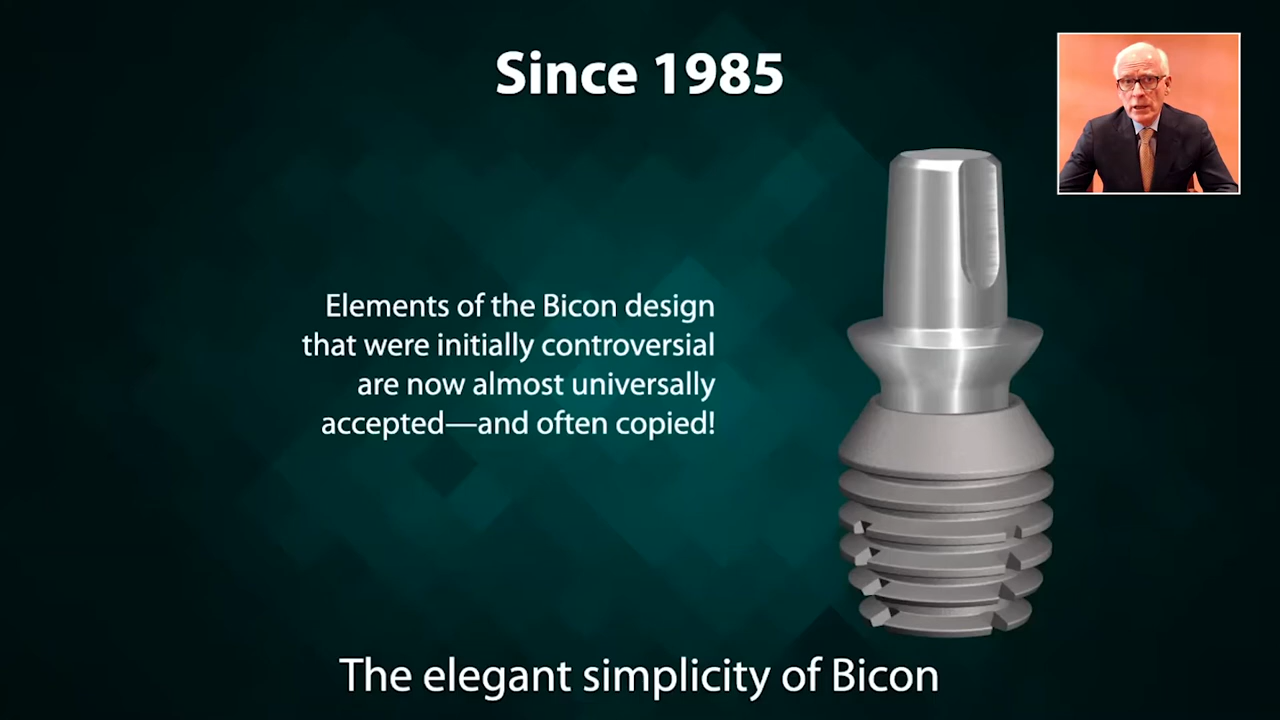 Since 1985
Elements of the Bicon design
that were initially controversial
are now almost universally
accepted—and often copied!
The elegant simplicity of Bicon